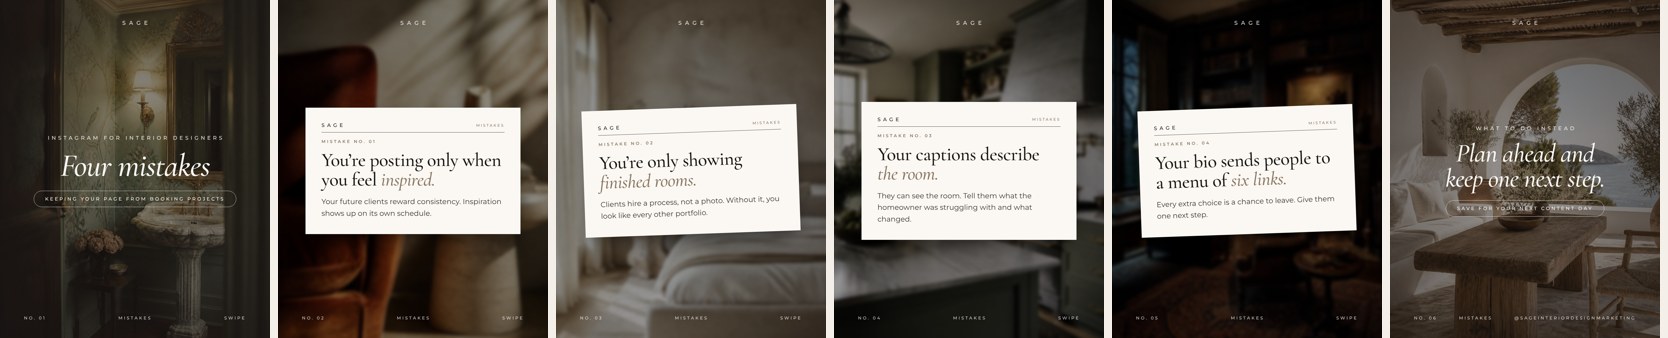 SAGE
INSTAGRAM FOR INTERIOR DESIGNERS
Four mistakes
KEEPING YOUR PAGE FROM BOOKING PROJECTS
NO. 01
MISTAKES
SWIPE
SAGE
SAGE
MISTAKES
MISTAKE NO. 01
You're posting only when
you feel inspired.
Your future clients reward consistency. Inspiration
shows up on its own schedule.
NO. 02
MISTAKES
SWIPE
SAGE
SAGE
MISTAKES
MISTAKE NO. 02
You're only showing
finished rooms.
Clients hire a process, not a photo. Without it, you
look like every other portfolio.
NO. 03
MISTAKES
SWIPE
SAGE
SAGE
MISTAKES
MISTAKE NO. 03
Your captions describe
the room.
They can see the room. Tell them what the
homeowner was struggling with and what
changed.
NO. 04
MISTAKES
SWIPE
SAGE
SAGE
MISTAKES
MISTAKE NO. 04
Your bio sends people to
a menu of six links.
Every extra choice is a chance to leave. Give them
one next step.
NO. 05
MISTAKES
SWIPE
SAGE
WHAT TO DO INSTEAD
Plan ahead and
keep one next step.
SAVE FOR YOUR NEXT CONTENT DAY
NO. 06
MISTAKES
@SAGEINTERIORDESIGNMARKETING